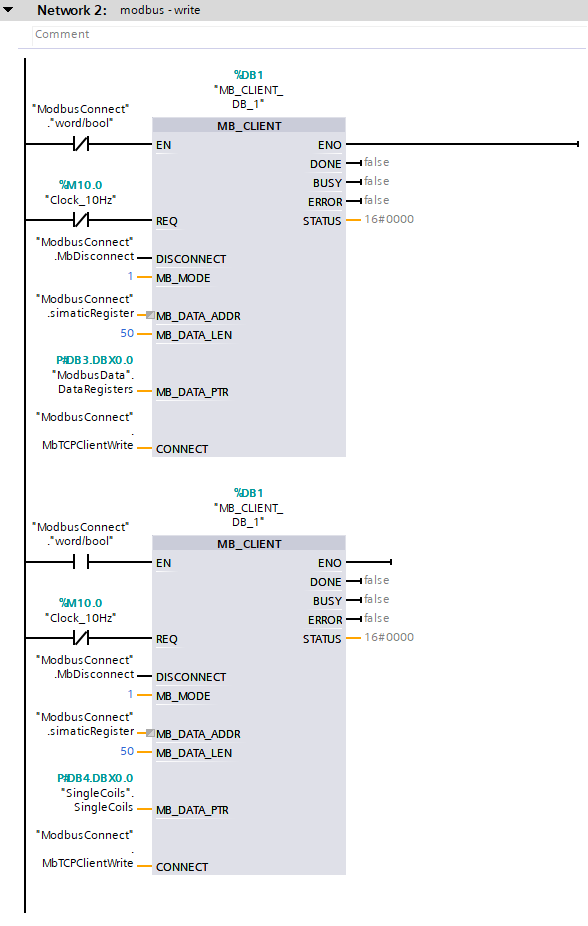 Network 2: modbus - write
Comment
%DB1
"MB_CLIENT_
DB_1"
"ModbusConnect"
."word/bool"
MB_CLIENT
EN
ENO
DONE
false
%M10.0
BUSY
false
"Clock_10Hz"
ERROR
false
REQ
STATUS
16#0000
"ModbusConnect"
.MbDisconnect
DISCONNECT
1
MB_MODE
"ModbusConnect"
.simaticRegister
MB_DATA_ADDR
50
MB_DATA_LEN
P#DB3.DBX0.0
"ModbusData".
DataRegisters
MB_DATA_PTR
"ModbusConnect"
.
MbTCPClientWrite
CONNECT
%DB1
"MB_CLIENT_
DB_1"
"ModbusConnect"
."word/bool"
MB_CLIENT
EN
ENO
DONE
false
%M10.0
BUSY
false
"Clock_10Hz"
ERROR
false
REQ
STATUS
16#0000
"ModbusConnect"
.MbDisconnect
DISCONNECT
1
MB_MODE
"ModbusConnect"
.simaticRegister
MB_DATA_ADDR
50
MB_DATA_LEN
P#DB4.DBX0.0
"SingleCoils".
SingleCoils
MB_DATA_PTR
"ModbusConnect"
.
MbTCPClientWrite
CONNECT